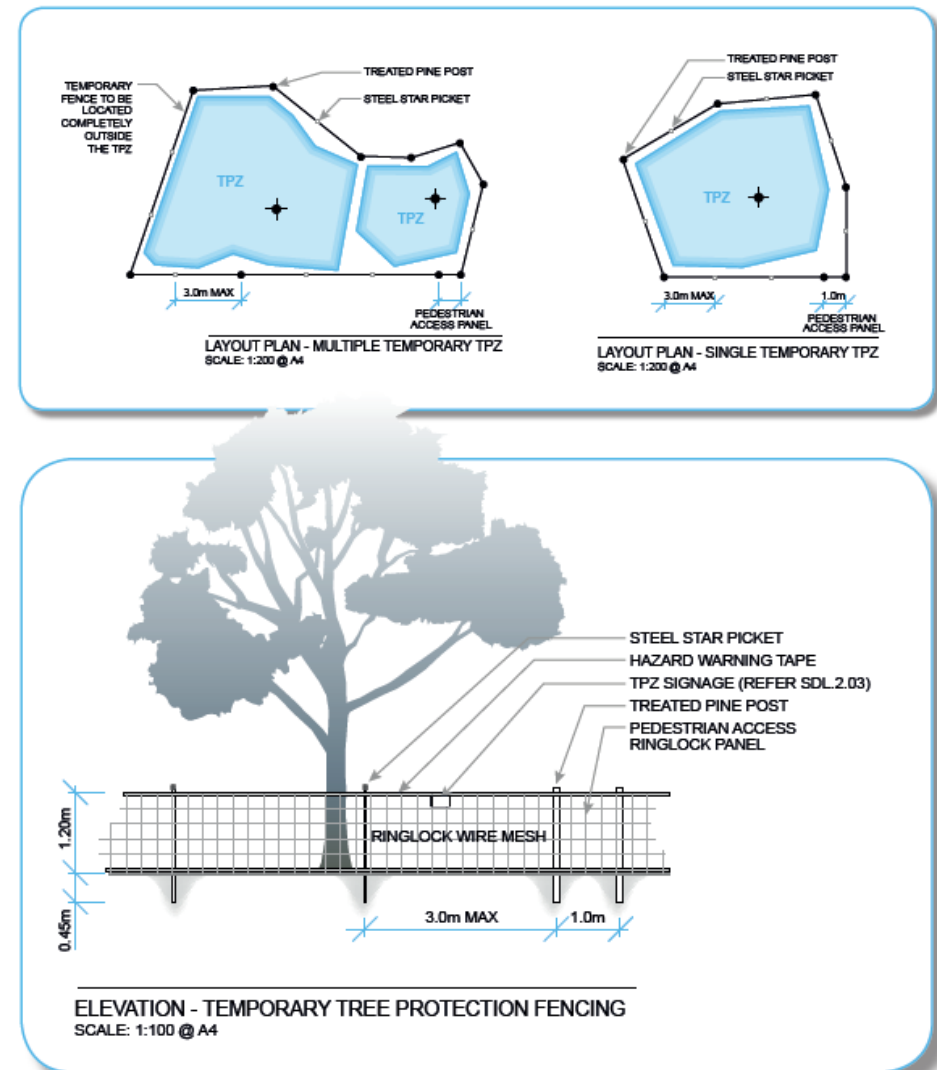 TEMPORARY
FENCE TO BE
LOCATED
COMPLETELY
OUTSIDE
THE TPZ
TREATED PINE POST
STEEL STAR PICKET
TPZ
TPZ
3.0m MAX
PEDESTRIAN
ACCESS PANEL
LAYOUT PLAN - MULTIPLE TEMPORARY TPZ
SCALE: 1:200 @ A4
TREATED PINE POST
STEEL STAR PICKET
TPZ
3.0m MAX
1.0m
PEDESTRIAN
ACCESS PANEL
LAYOUT PLAN - SINGLE TEMPORARY TPZ
SCALE: 1:200 @ A4
STEEL STAR PICKET
HAZARD WARNING TAPE
TPZ SIGNAGE (REFER SDL.2.03)
TREATED PINE POST
PEDESTRIAN ACCESS
RINGLOCK PANEL
1.20m
RINGLOCK WIRE MESH
0.45m
3.0m MAX
1.0m
ELEVATION - TEMPORARY TREE PROTECTION FENCING
SCALE: 1:100 @ A4